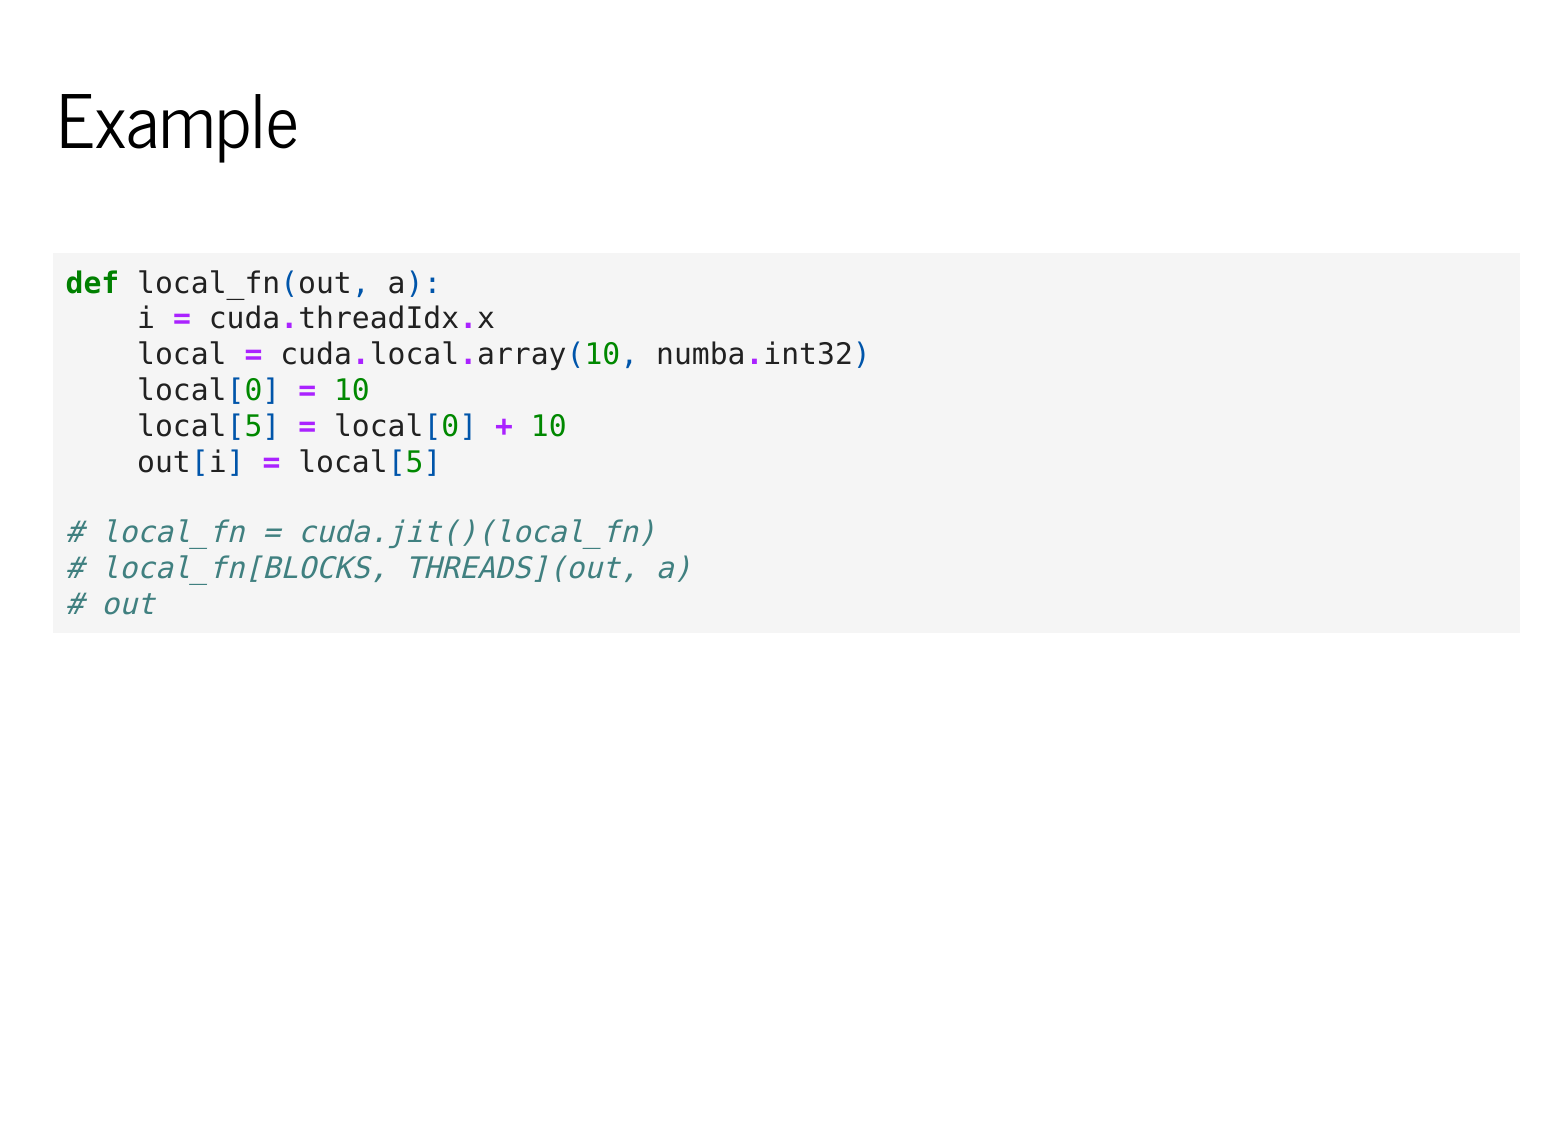 Example
def local_fn(out, a):
    i = cuda.threadIdx.x
    local = cuda.local.array(10, numba.int32)
    local[0] = 10
    local[5] = local[0] + 10
    out[i] = local[5]

# local_fn = cuda.jit()(local_fn)
# local_fn[BLOCKS, THREADS](out, a)
# out